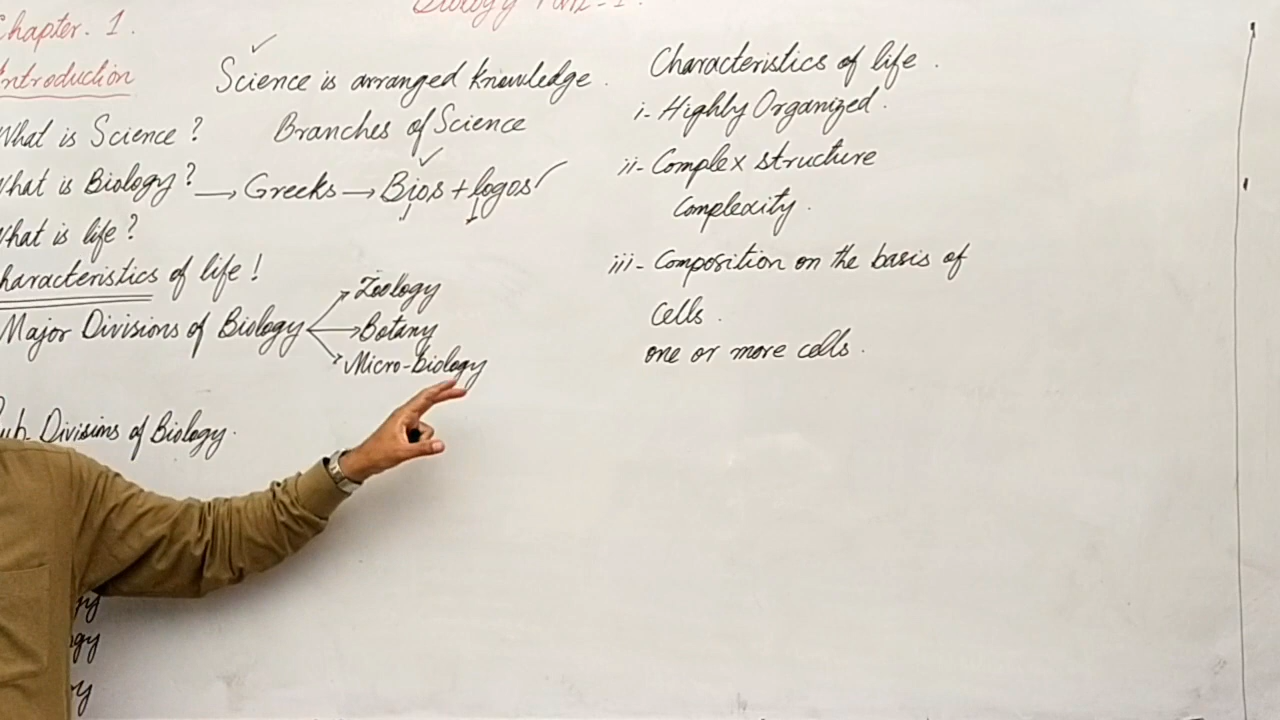 Biology Part-1.
Chapter. 1.
Introduction
What is Science?
What is Biology? → Greeks → Bios + logos
What is life?
Characteristics of life!
Major Divisions of Biology
Zoology
Botany
Micro-biology
Sub Divisions of Biology.
Science is arranged knowledge.
Branches of Science
Characteristics of life.
i- Highly Organized.
ii- Complex structure
Complexity.
iii- Composition on the basis of
Cells.
one or more cells.